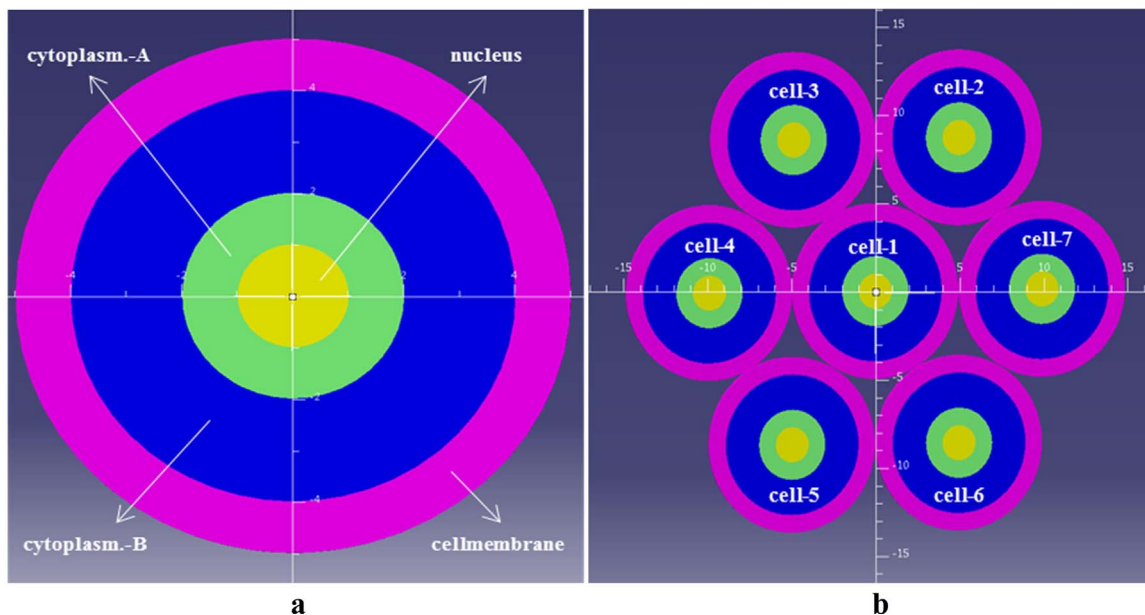 cytoplasm.-A
nucleus
4
2
-4
-2
2
4
-2
-4
cytoplasm.-B
cellmembrane
a
15
cell-3
cell-2
10
5
cell-4
cell-1
cell-7
-15
-10
-5
5
10
15
-5
cell-5
-10
cell-6
-15
b